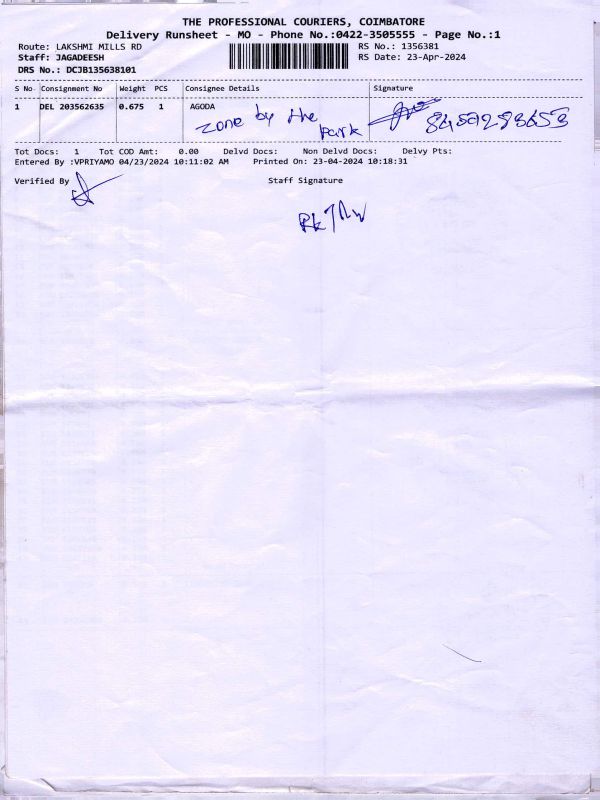 THE PROFESSIONAL COURIERS, COIMBATORE
Delivery Runsheet - MO - Phone No.:0422-3505555 - Page No.:1
Route: LAKSHMI MILLS RD RS No.: 1356381
Staff: JAGADEESH RS Date: 23-Apr-2024
DRS No.: DCJB135638101
S No Consignment No Weight PCS Consignee Details Signature
1 DEL 203562635 0.675 1 AGODA
zone by the
park
Tot Docs: 1 Tot COD Amt: 0.00 Delvd Docs: Non Delvd Docs: Delvy Pts:
Entered By :VPRIYAMO 04/23/2024 10:11:02 AM Printed On: 23-04-2024 10:18:31
Verified By Staff Signature